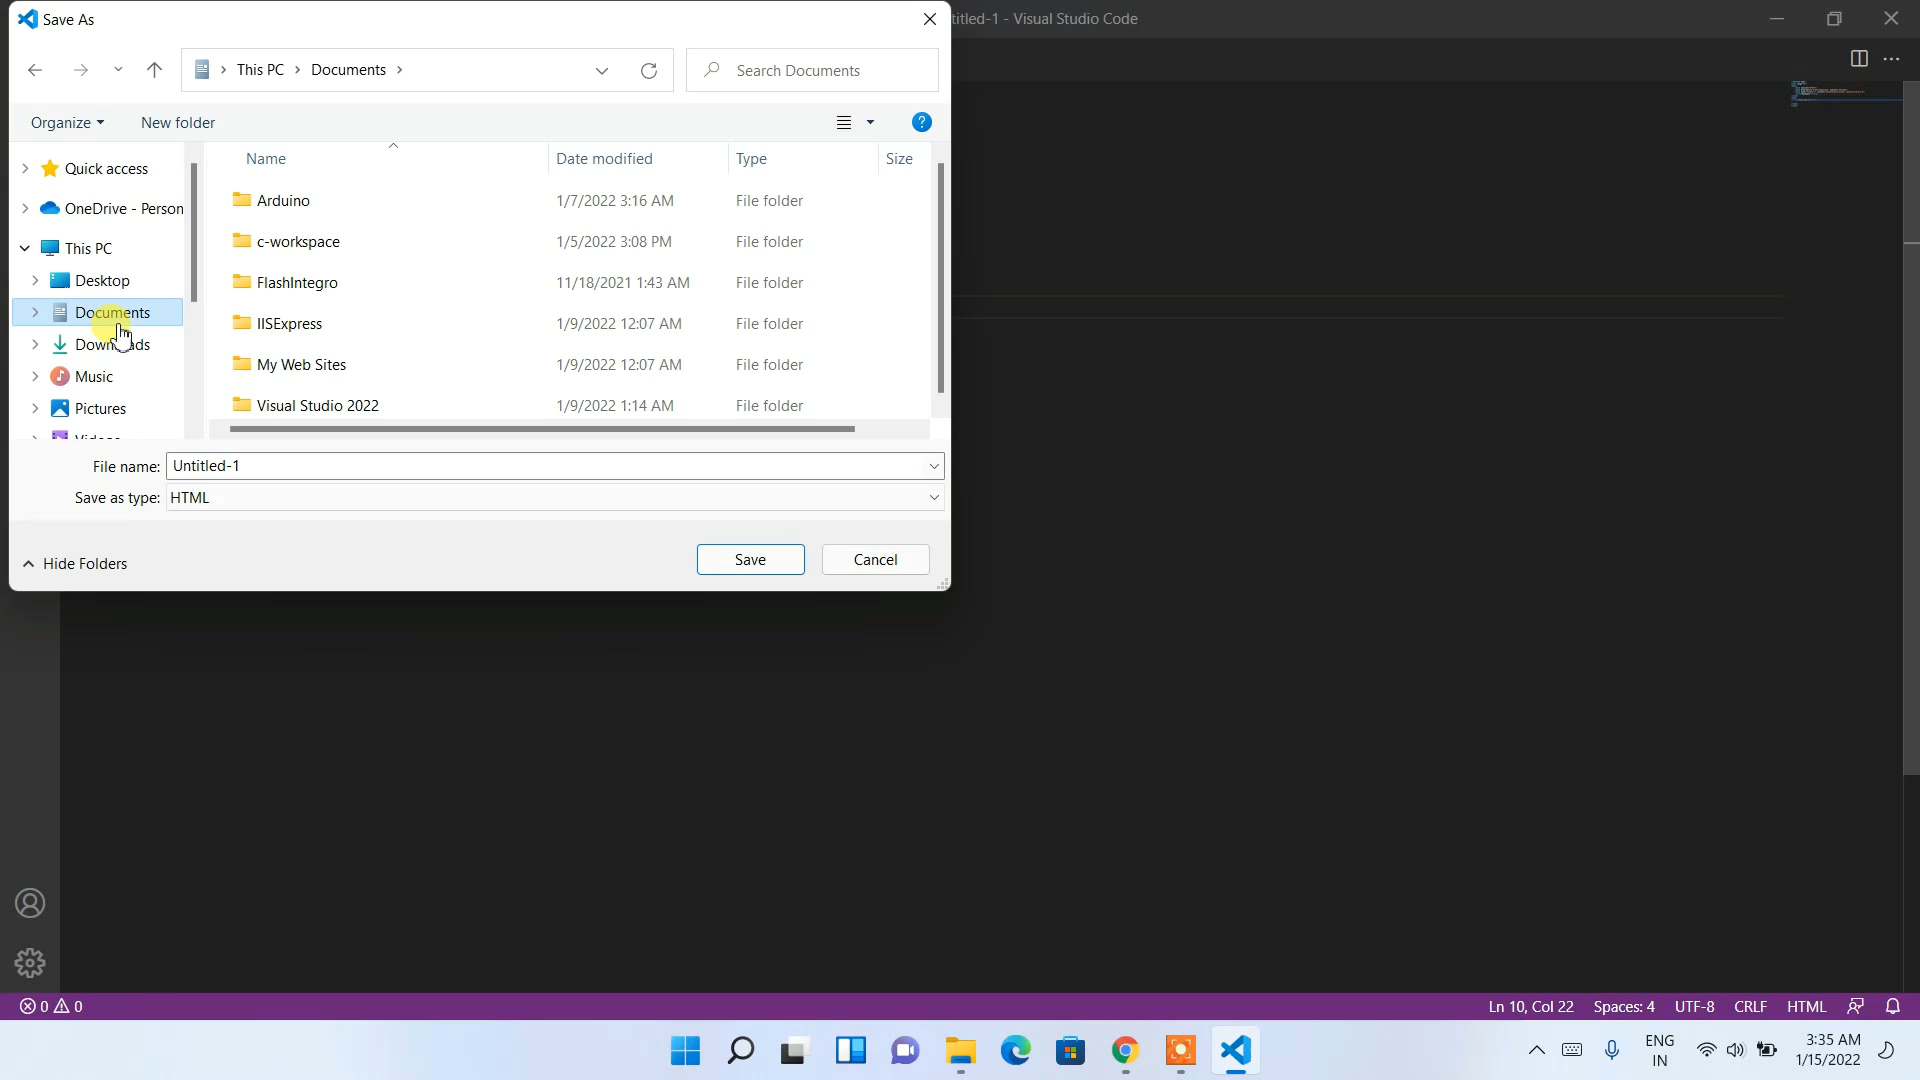 Save As
titled-1 - Visual Studio Code
This PC > Documents >
Search Documents
Organize
New folder
Name
Date modified
Type
Size
Quick access
OneDrive - Person
This PC
Desktop
Documents
Downloads
Music
Pictures
Videos
Arduino 1/7/2022 3:16 AM File folder
c-workspace 1/5/2022 3:08 PM File folder
FlashIntegro 11/18/2021 1:43 AM File folder
IISExpress 1/9/2022 12:07 AM File folder
My Web Sites 1/9/2022 12:07 AM File folder
Visual Studio 2022 1/9/2022 1:14 AM File folder
File name: Untitled-1
Save as type: HTML
Hide Folders
Save
Cancel
0 0
Ln 10, Col 22 Spaces: 4 UTF-8 CRLF HTML
ENG
IN
3:35 AM
1/15/2022